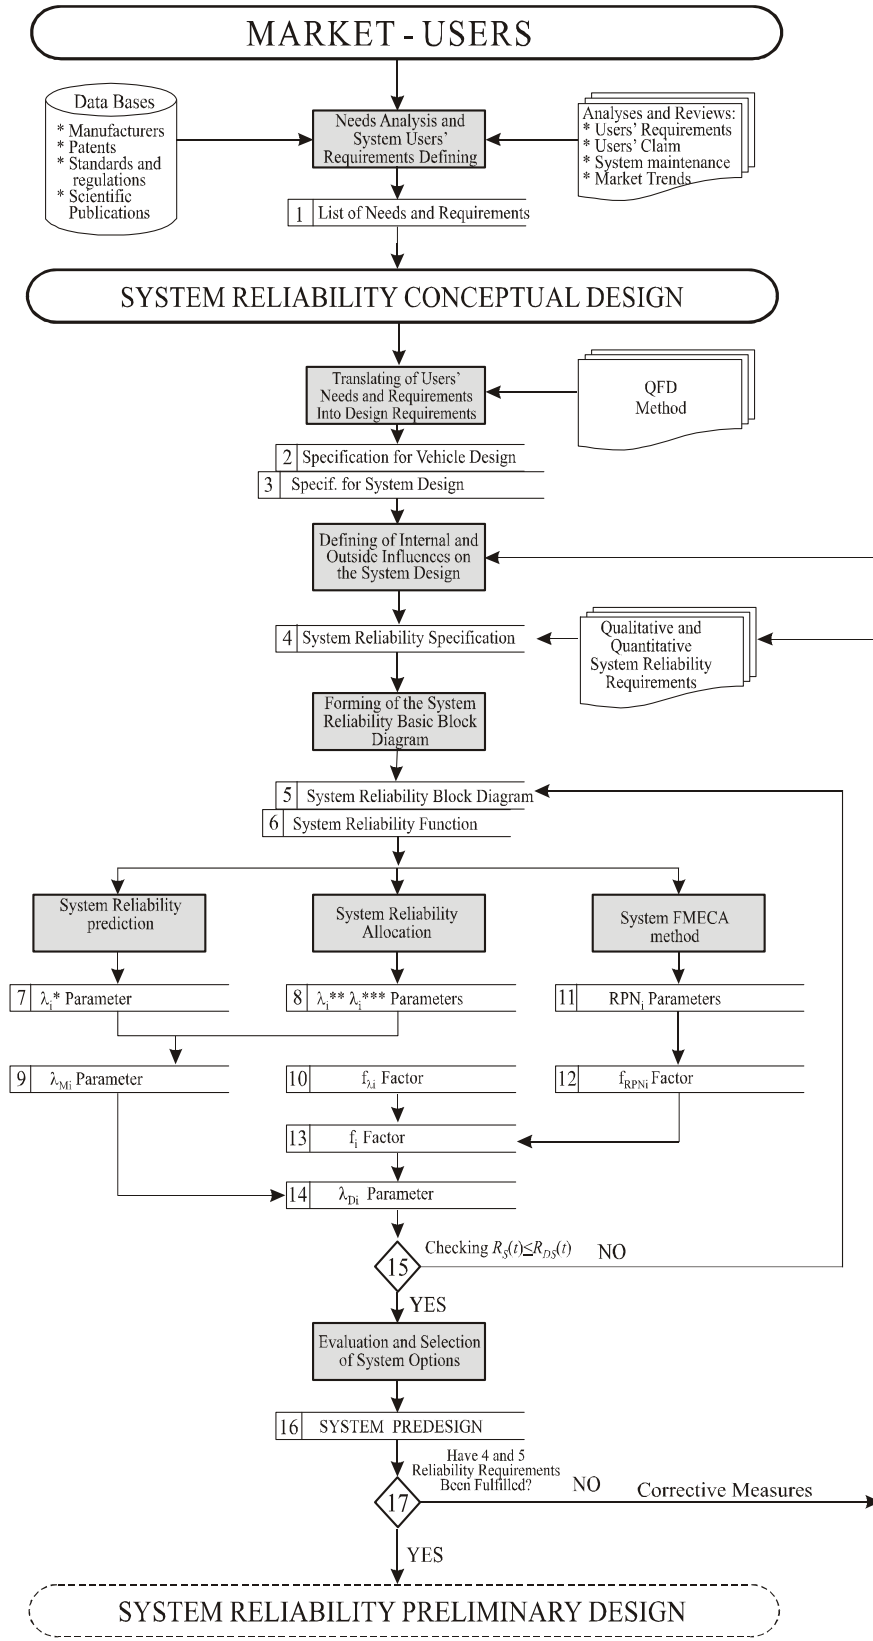 MARKET - USERS
Data Bases
* Manufacturers
* Patents
* Standards and
regulations
* Scientific
Publications
Needs Analysis and
System Users'
Requirements Defining
Analyses and Reviews:
* Users' Requirements
* Users' Claim
* System maintenance
* Market Trends
1 List of Needs and Requirements
SYSTEM RELIABILITY CONCEPTUAL DESIGN
Translating of Users'
Needs and Requirements
Into Design Requirements
QFD
Method
2 Specification for Vehicle Design
3 Specif. for System Design
Defining of Internal and
Outside Influences on
the System Design
4 System Reliability Specification
Qualitative and
Quantitative
System Reliability
Requirements
Forming of the System
Reliability Basic Block
Diagram
5 System Reliability Block Diagram
6 System Reliability Function
System Reliability
prediction
System Reliability
Allocation
System FMECA
method
7 λi* Parameter
8 λi** λi*** Parameters
11 RPNi Parameters
9 λMi Parameter
10 fλi Factor
12 fRPNi Factor
13 fi Factor
14 λDi Parameter
15 Checking RS(t)≤RDS(t) NO
YES
Evaluation and Selection
of System Options
16 SYSTEM PREDESIGN
Have 4 and 5
Reliability Requirements
Been Fulfilled?
17 NO Corrective Measures
YES
SYSTEM RELIABILITY PRELIMINARY DESIGN